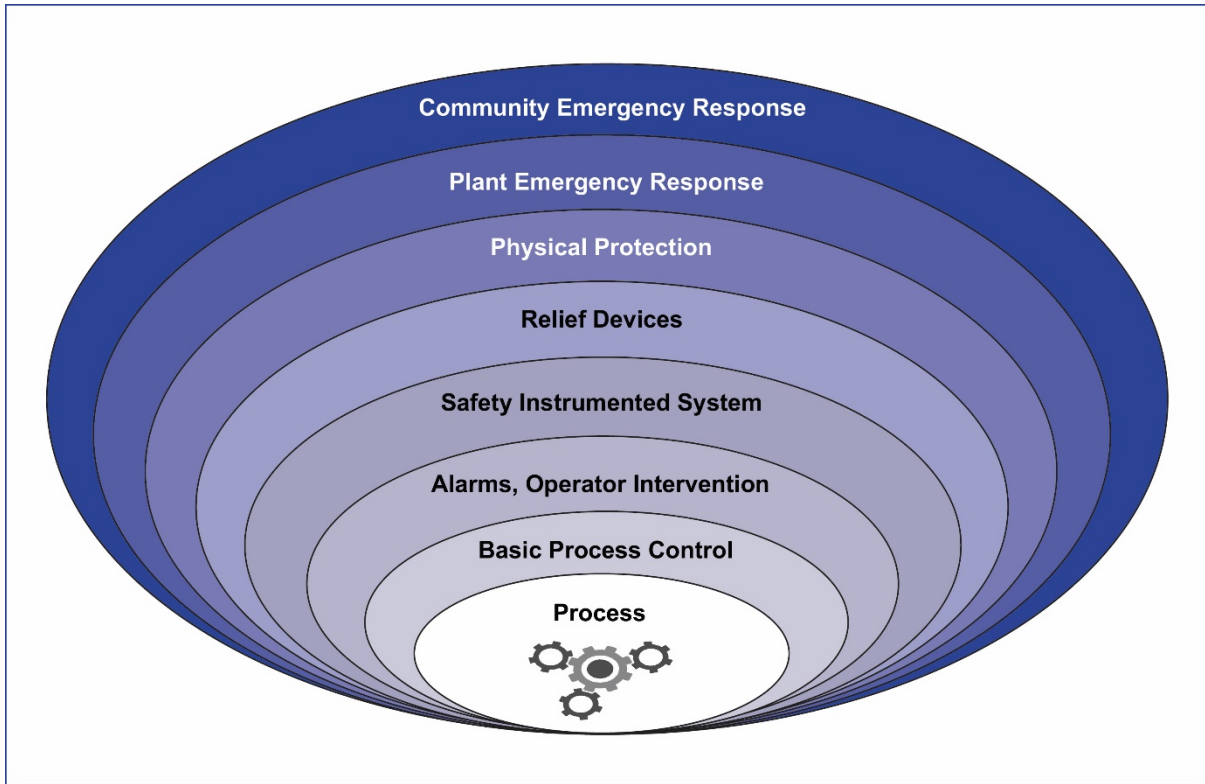 Community Emergency Response
Plant Emergency Response
Physical Protection
Relief Devices
Safety Instrumented System
Alarms, Operator Intervention
Basic Process Control
Process